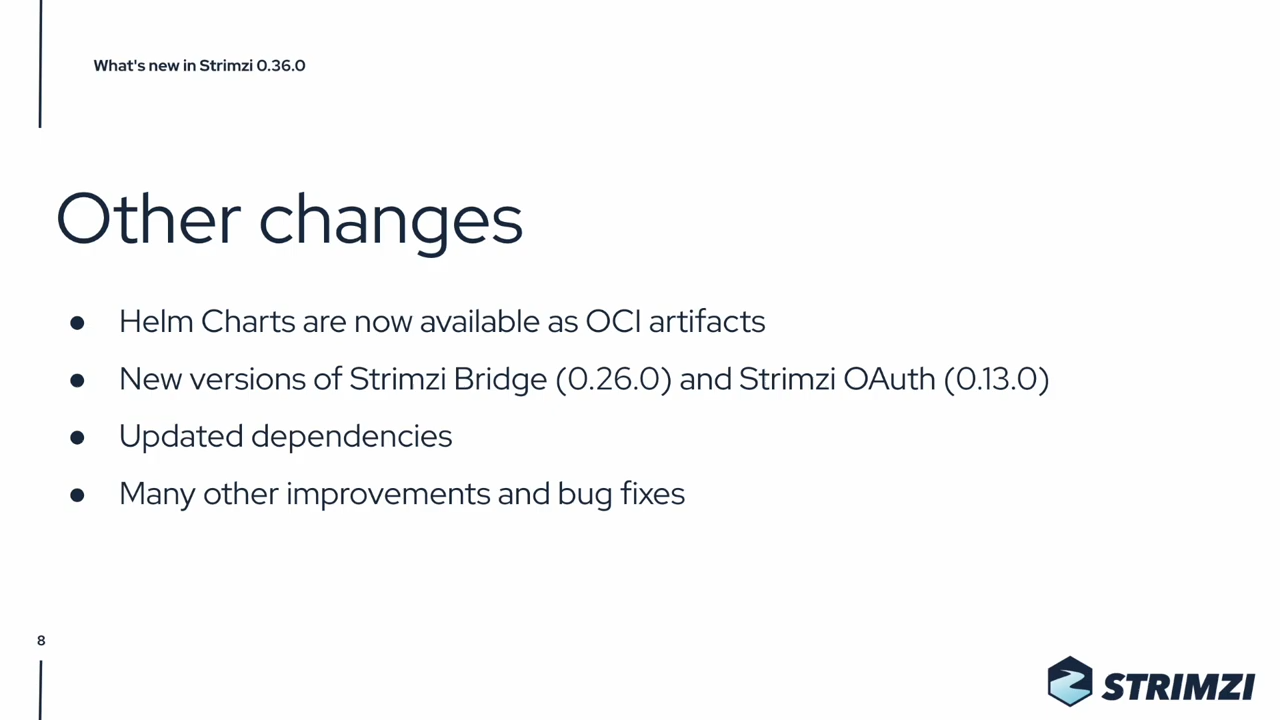 What's new in Strimzi 0.36.0
Other changes
● Helm Charts are now available as OCI artifacts
● New versions of Strimzi Bridge (0.26.0) and Strimzi OAuth (0.13.0)
● Updated dependencies
● Many other improvements and bug fixes
8
STRIMZI